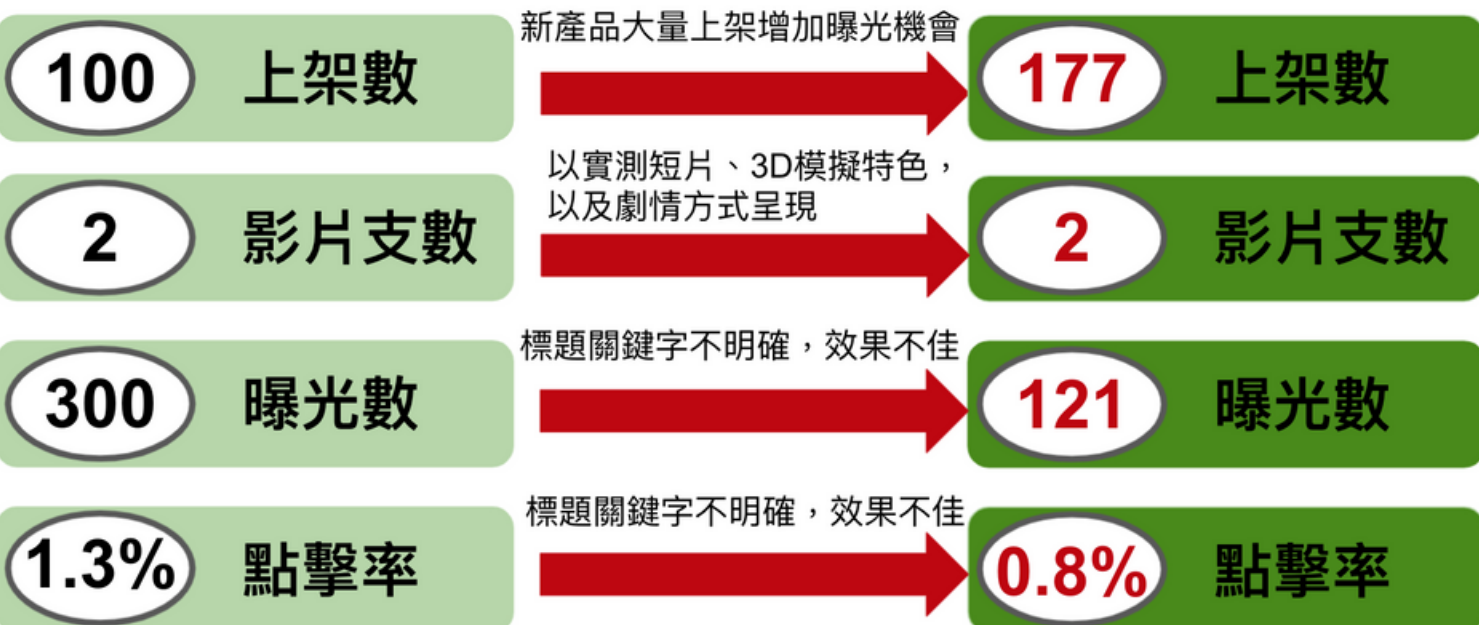 100 上架數
新產品大量上架增加曝光機會
177 上架數
2 影片支數
以實測短片、3D模擬特色，
以及劇情方式呈現
2 影片支數
300 曝光數
標題關鍵字不明確，效果不佳
121 曝光數
1.3% 點擊率
標題關鍵字不明確，效果不佳
0.8% 點擊率